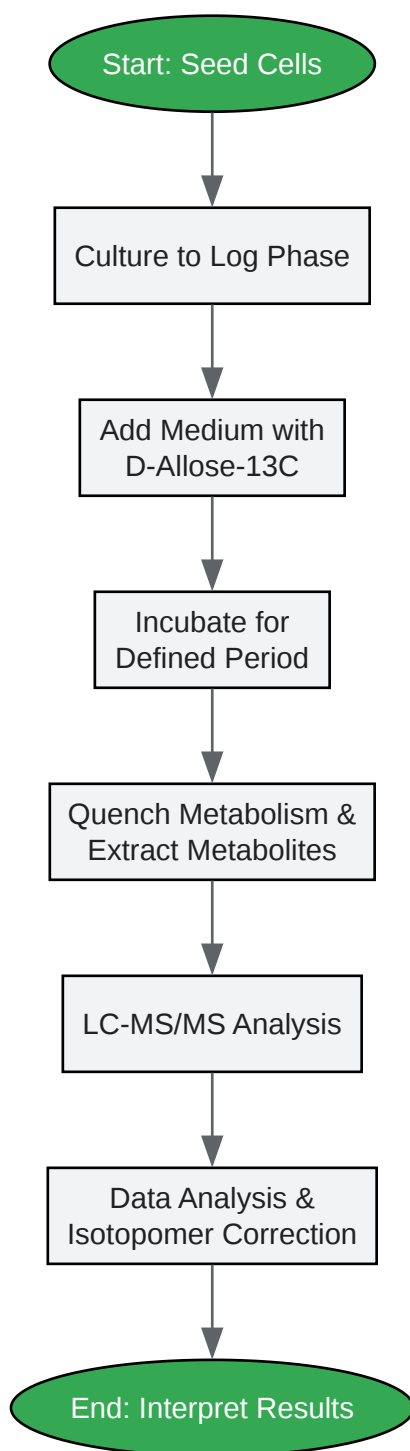 Start: Seed Cells
Culture to Log Phase
Add Medium with
D-Allose-13C
Incubate for
Defined Period
Quench Metabolism &
Extract Metabolites
LC-MS/MS Analysis
Data Analysis &
Isotopomer Correction
End: Interpret Results